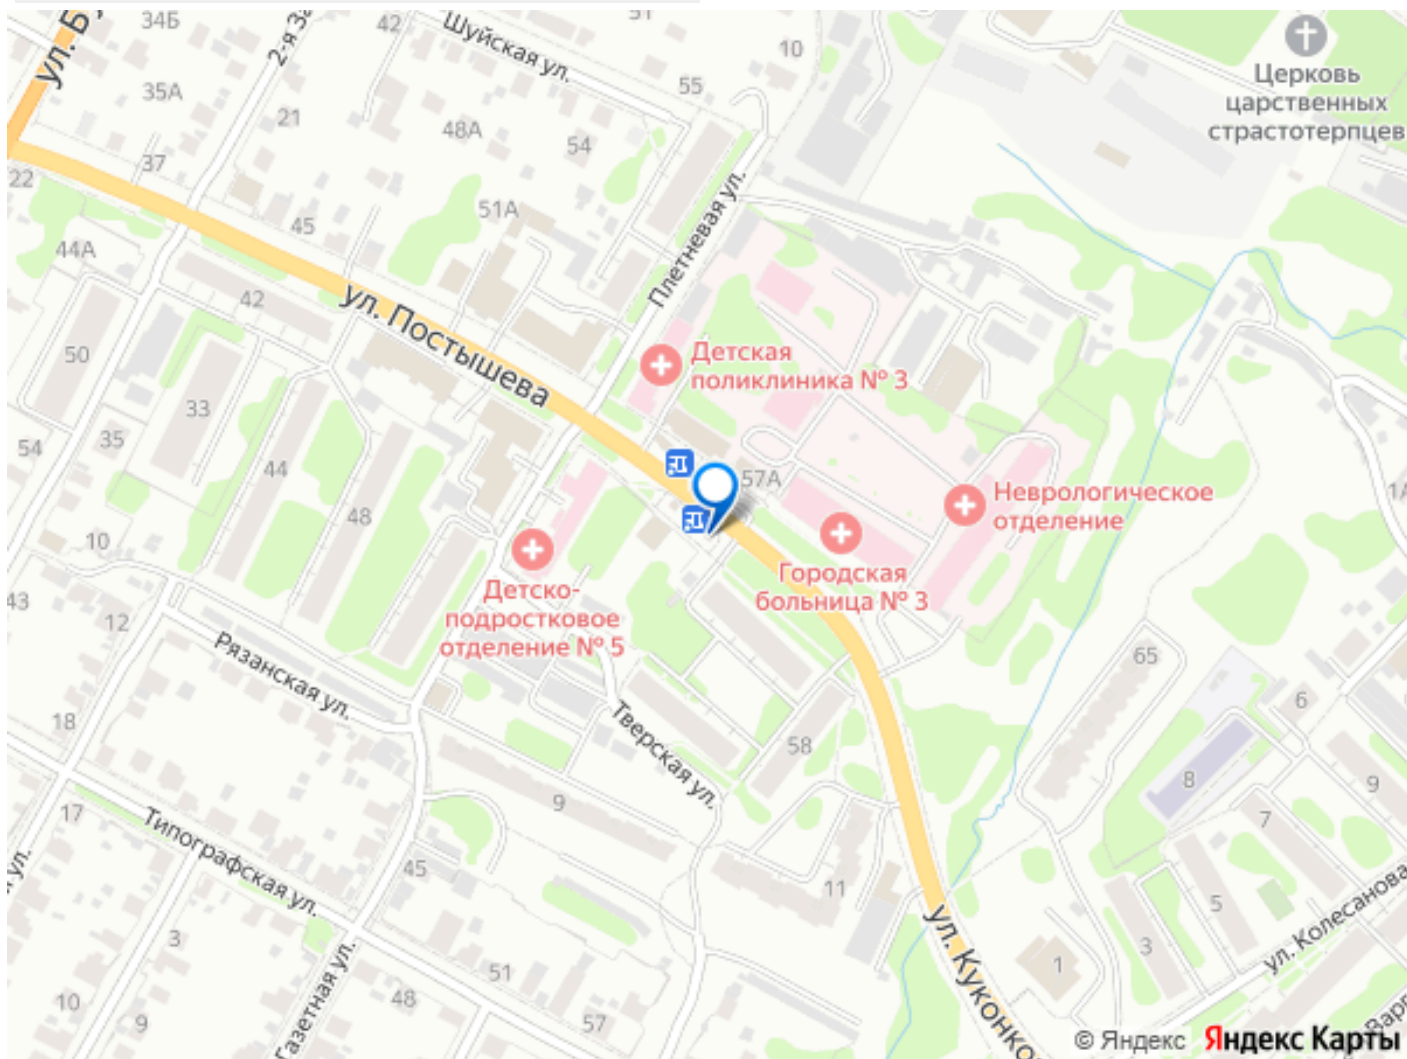 34Б
42
Шуйская ул.
51
10
ул. Б
2-я За
35А
21
55
48А
54
37
22
Церковь
царственных
страстотерпцев
51А
45
44А
Плетневая ул.
42
ул. Постышева
50
Детская
поликлиника № 3
33
54
35
44
57А
48
Неврологическое
отделение
1А
10
43
12
Детско-
подростковое
отделение № 5
Городская
больница № 3
Рязанская ул.
65
6
18
Тверская ул.
58
8
9
9
17
7
Типографская ул.
ул.
45
11
5
3
3
ул. Колесанова
ул. Куконко
51
1
10
48
9
57
Газетная ул.
Варг
© Яндекс Яндекс Карты